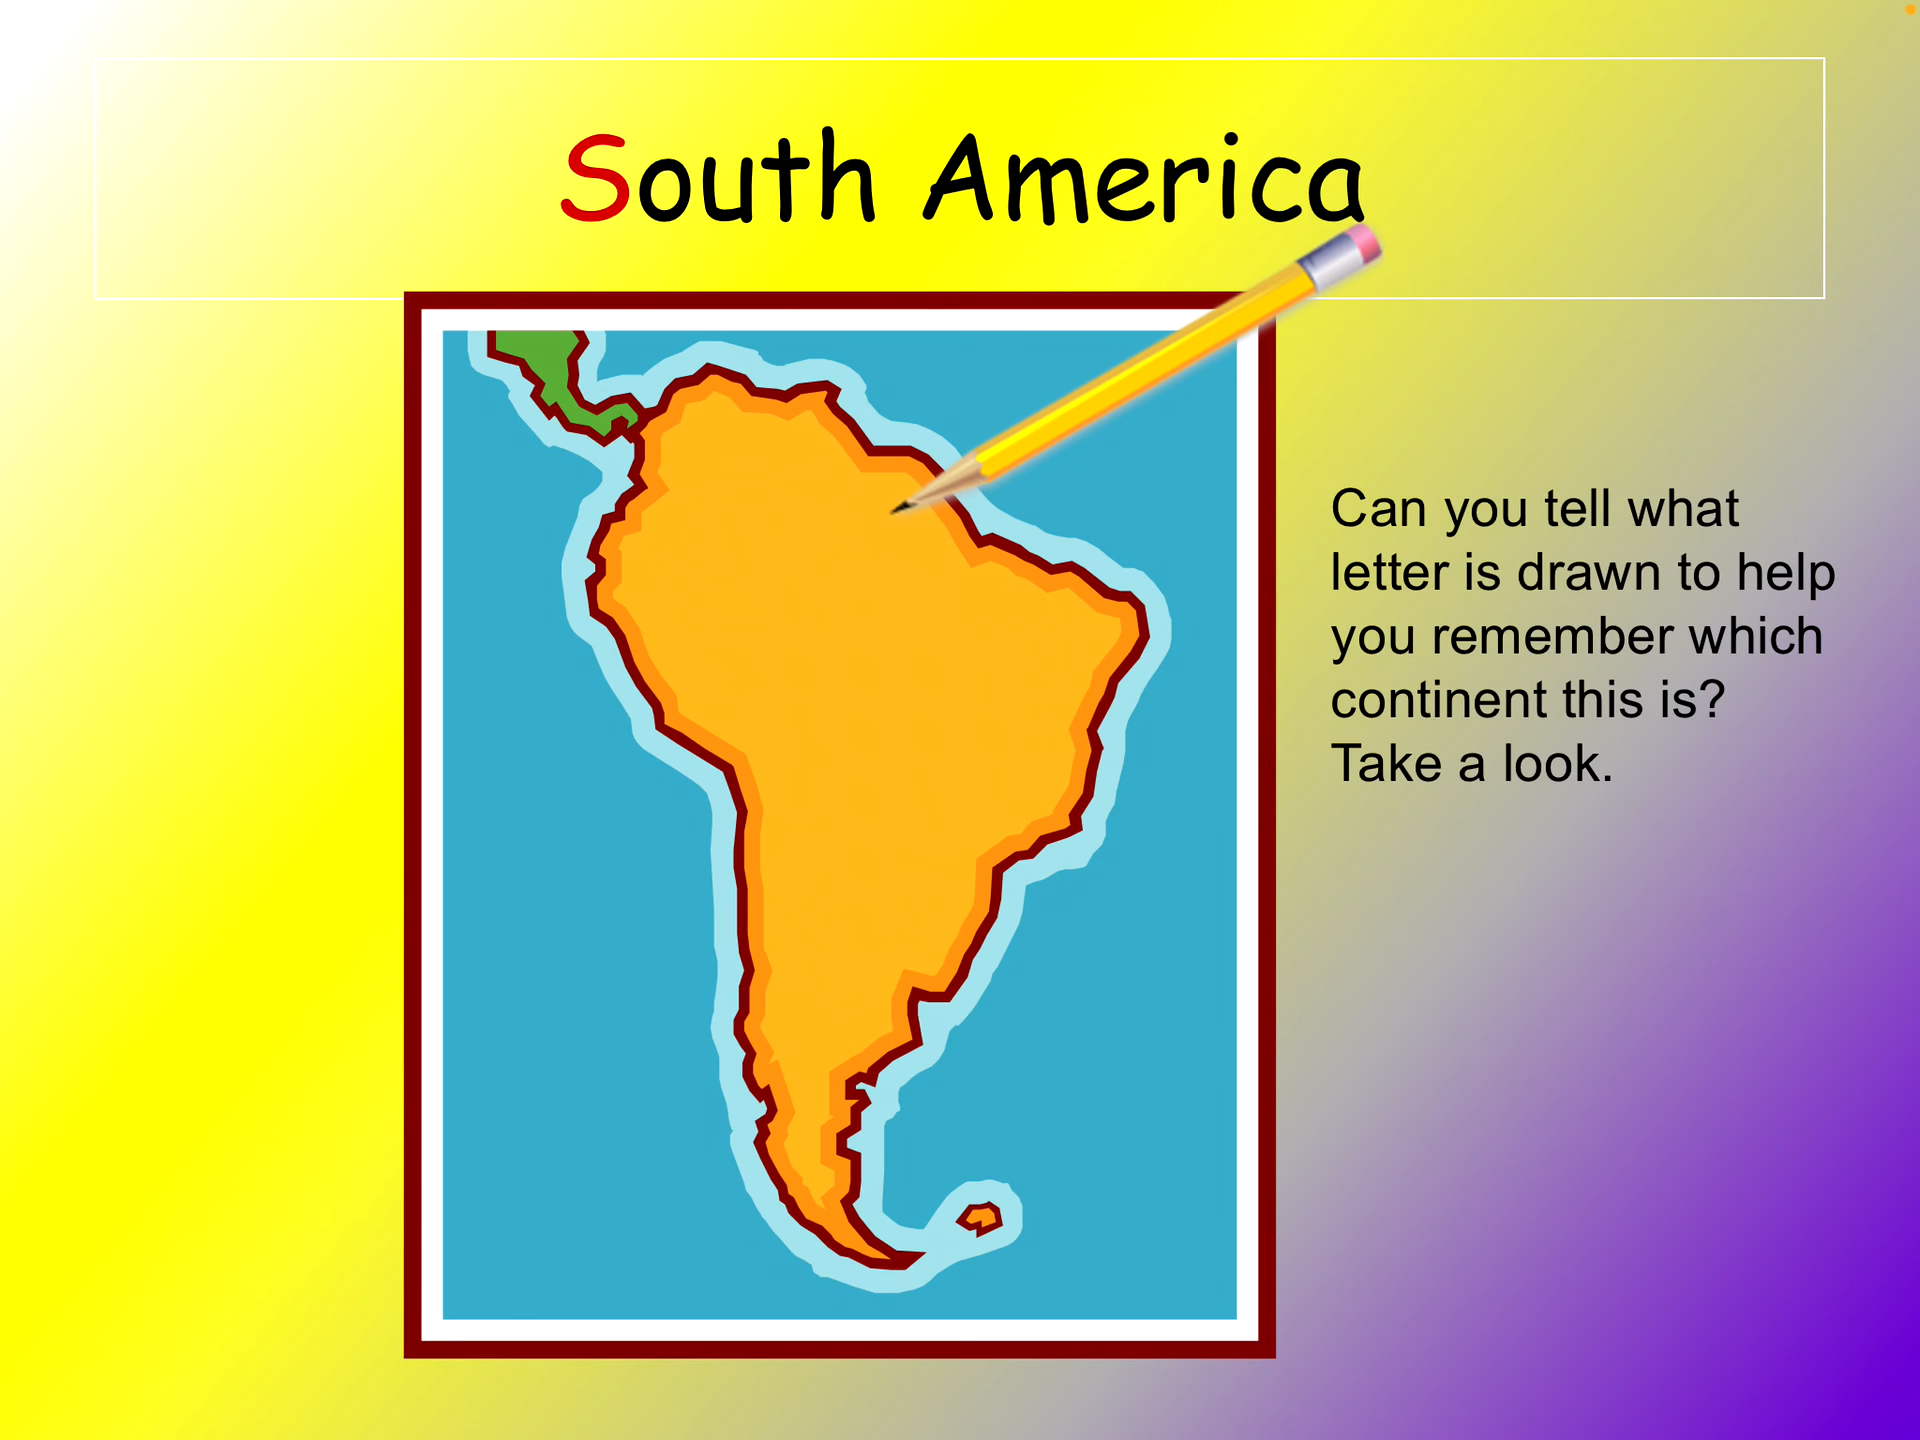 South America
Can you tell what
letter is drawn to help
you remember which
continent this is?
Take a look.